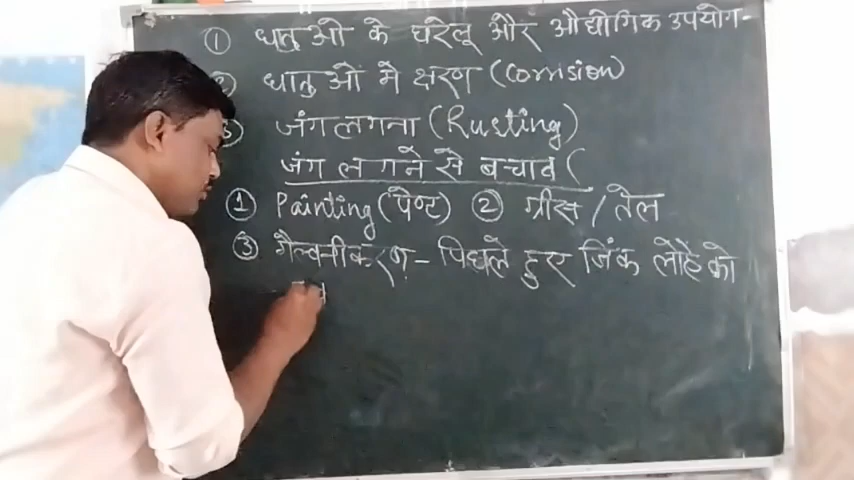 ① धातुओ के घरेलू और औद्योगिक उपयोग-
② धातुओं मे क्षरण (Corrision)
③ जंग लगना (Rusting)
जंग लगने से बचाव (
① Painting (पेण्ट) ② ग्रीस / तेल
③ गैल्वनीकरण - पिघले हुए जिंक लोहे को